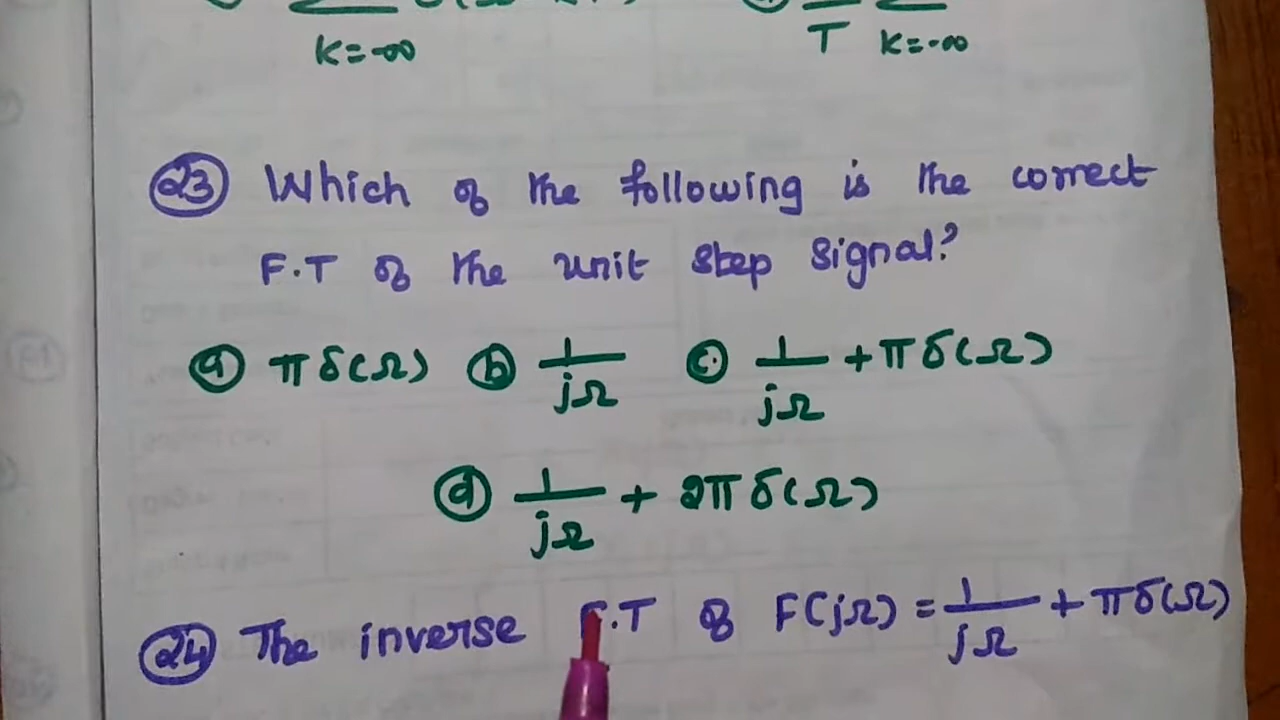 K=-∞ T K=-∞
23 Which of the following is the correct
F.T of the unit step signal?
a πδ(Ω) b 1/jΩ c 1/jΩ + πδ(Ω)
d 1/jΩ + 2πδ(Ω)
24 The inverse F.T of F(jΩ) = 1/jΩ + πδ(Ω)